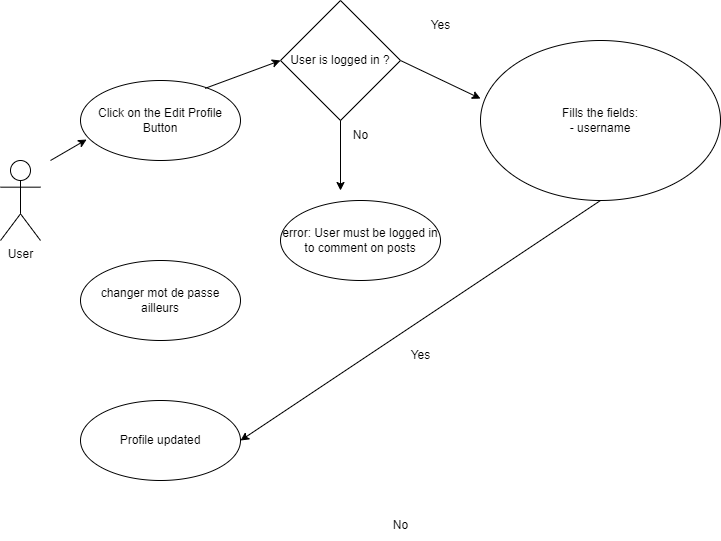 Yes
User is logged in ?
Click on the Edit Profile
Button
Fills the fields:
- username
No
error: User must be logged in
to comment on posts
User
changer mot de passe
ailleurs
Yes
Profile updated
No